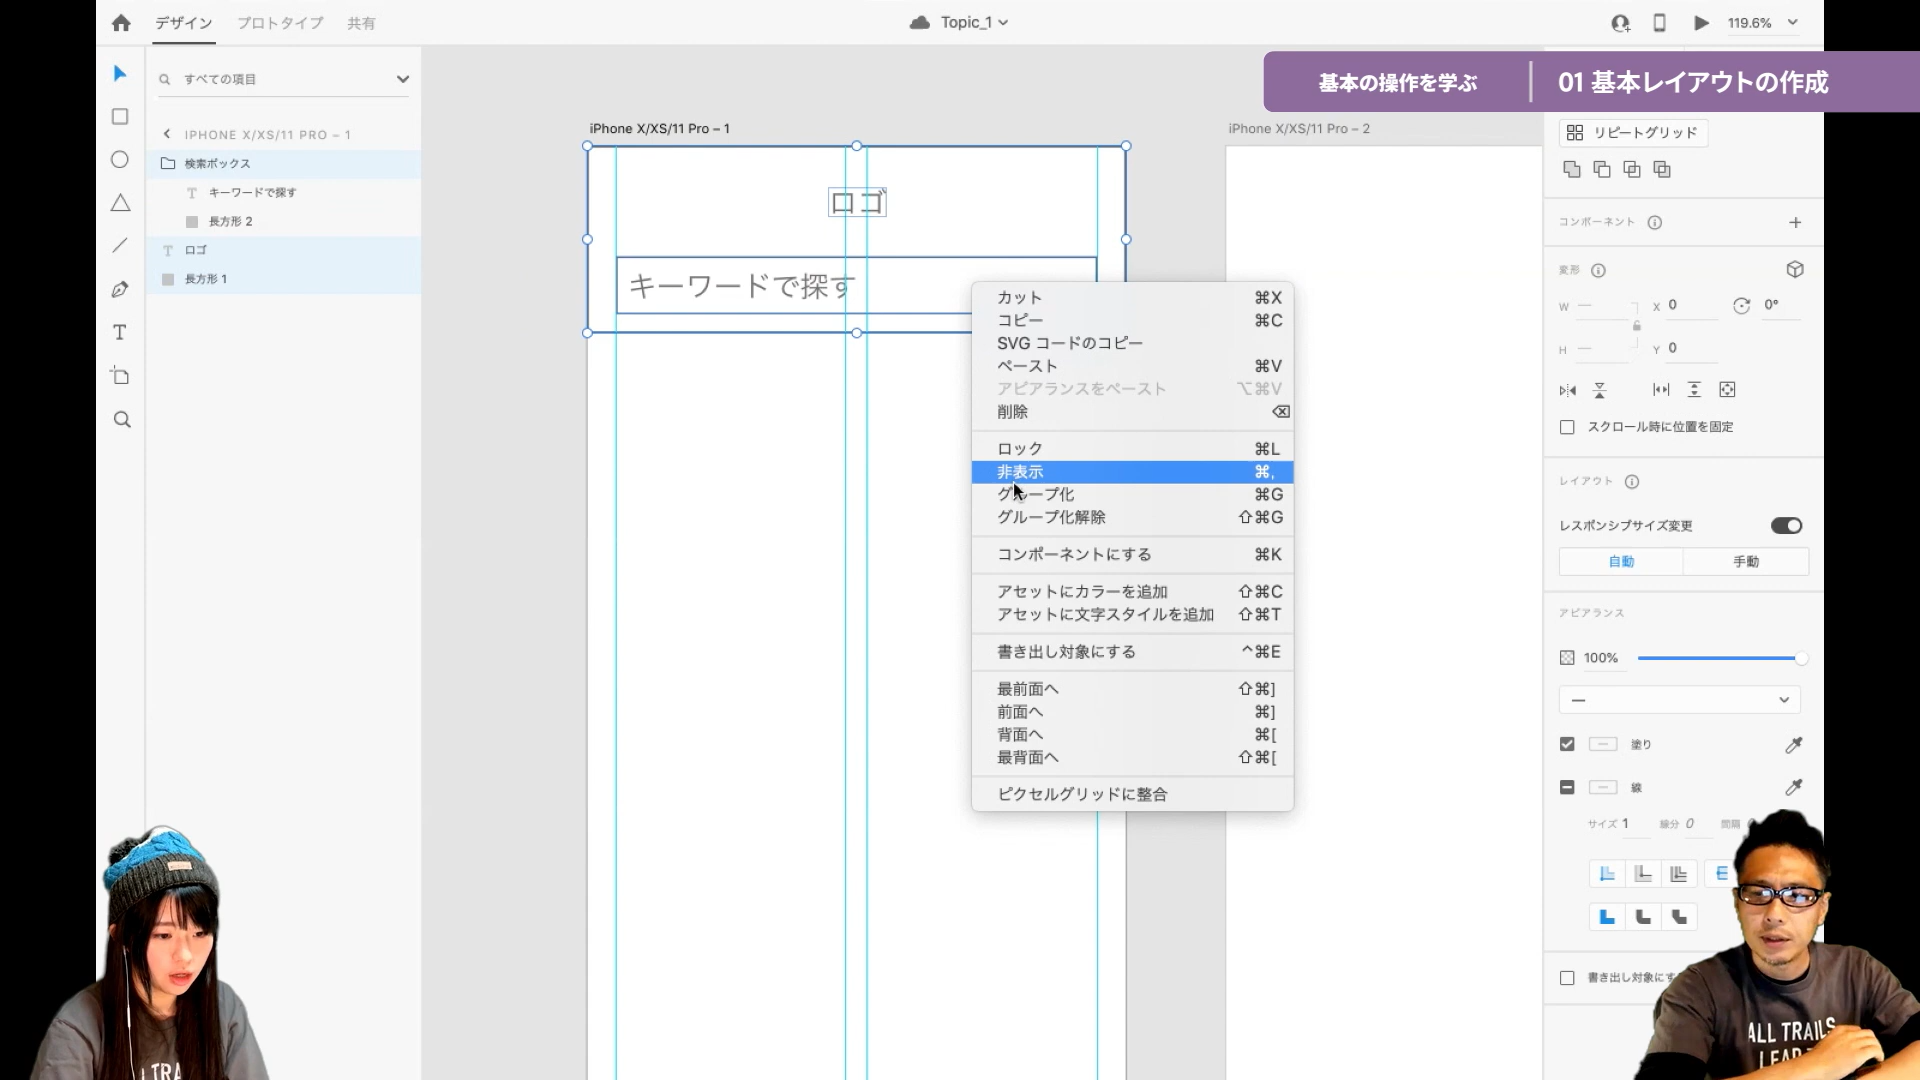 デザイン
プロトタイプ
共有
Topic_1
119.6%
基本の操作を学ぶ
01 基本レイアウトの作成
すべての項目
IPHONE X/XS/11 PRO – 1
検索ボックス
キーワードで探す
長方形 2
ロゴ
長方形 1
iPhone X/XS/11 Pro – 1
iPhone X/XS/11 Pro – 2
ロゴ
キーワードで探す
カット ⌘X
コピー ⌘C
SVG コードのコピー
ペースト ⌘V
アピアランスをペースト ⌥⌘V
削除 ⌫
ロック ⌘L
非表示 ⌘,
グループ化 ⌘G
グループ化解除 ⇧⌘G
コンポーネントにする ⌘K
アセットにカラーを追加 ⇧⌘C
アセットに文字スタイルを追加 ⇧⌘T
書き出し対象にする ^⌘E
最前面へ ⇧⌘]
前面へ ⌘]
背面へ ⌘[
最背面へ ⇧⌘[
ピクセルグリッドに整合
リピートグリッド
コンポーネント
変形
W — X 0 0°
H — Y 0
スクロール時に位置を固定
レイアウト
レスポンシブサイズ変更
自動 手動
アピアランス
100%
—
塗り
線
サイズ 1 線分 0 間隔
書き出し対象にす
ALL TRAILS
LEAD